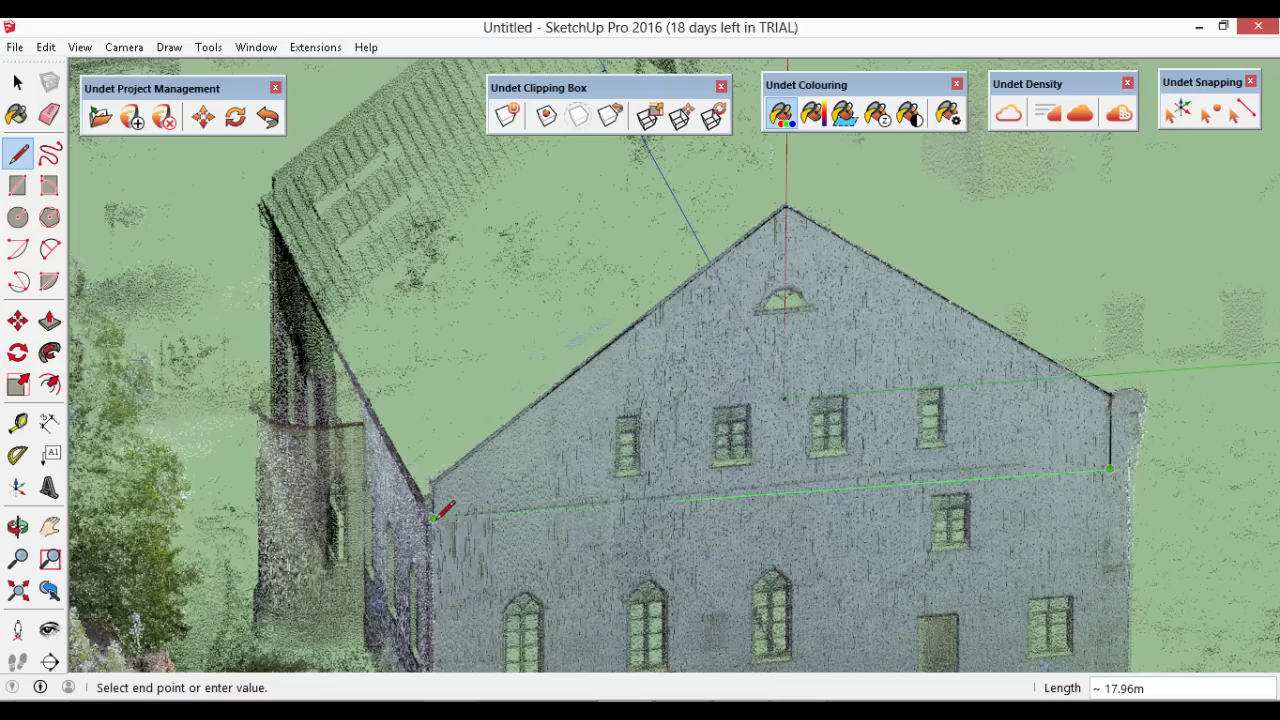 Untitled - SketchUp Pro 2016 (18 days left in TRIAL)
File Edit View Camera Draw Tools Window Extensions Help
Undet Project Management
Undet Clipping Box
Undet Colouring
Undet Density
Undet Snapping
Z
A1
Select end point or enter value.
Length ~ 17.96m